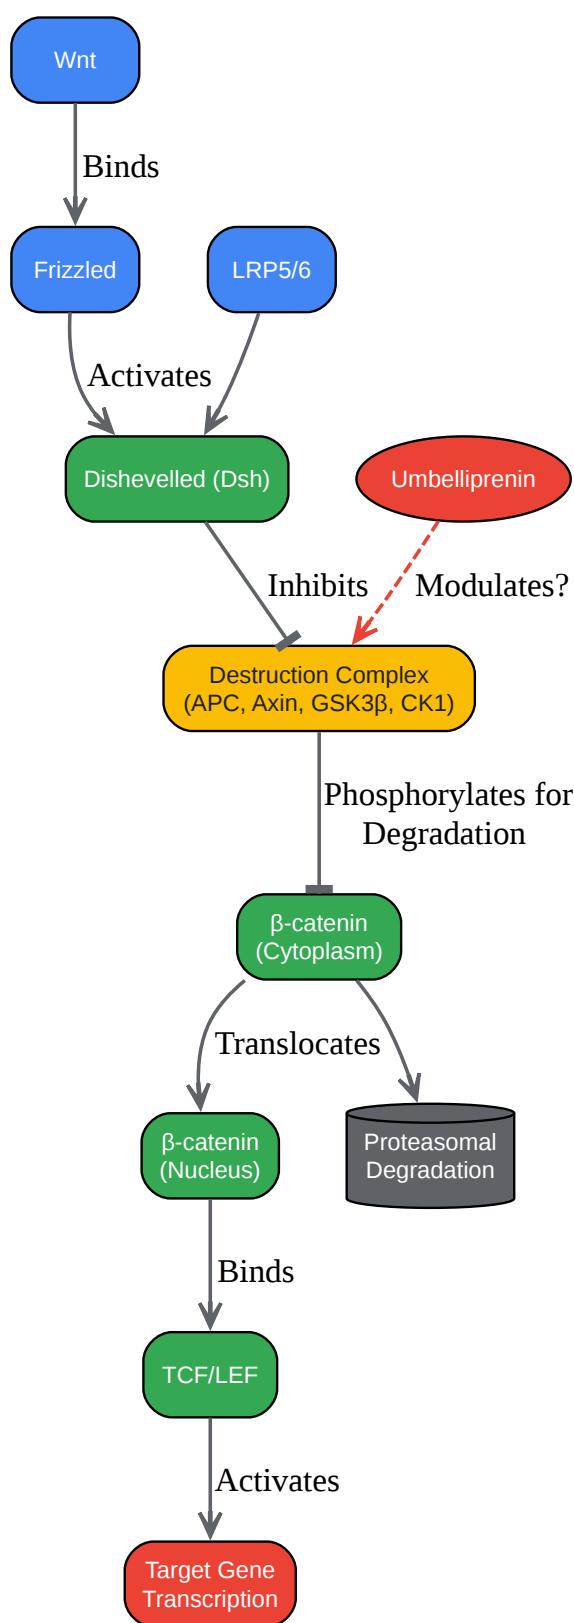 Wnt
Binds
Frizzled
LRP5/6
Activates
Dishevelled (Dsh)
Umbelliprenin
Inhibits
Modulates?
Destruction Complex
(APC, Axin, GSK3β, CK1)
Phosphorylates for
Degradation
β-catenin
(Cytoplasm)
Translocates
β-catenin
(Nucleus)
Proteasomal
Degradation
Binds
TCF/LEF
Activates
Target Gene
Transcription